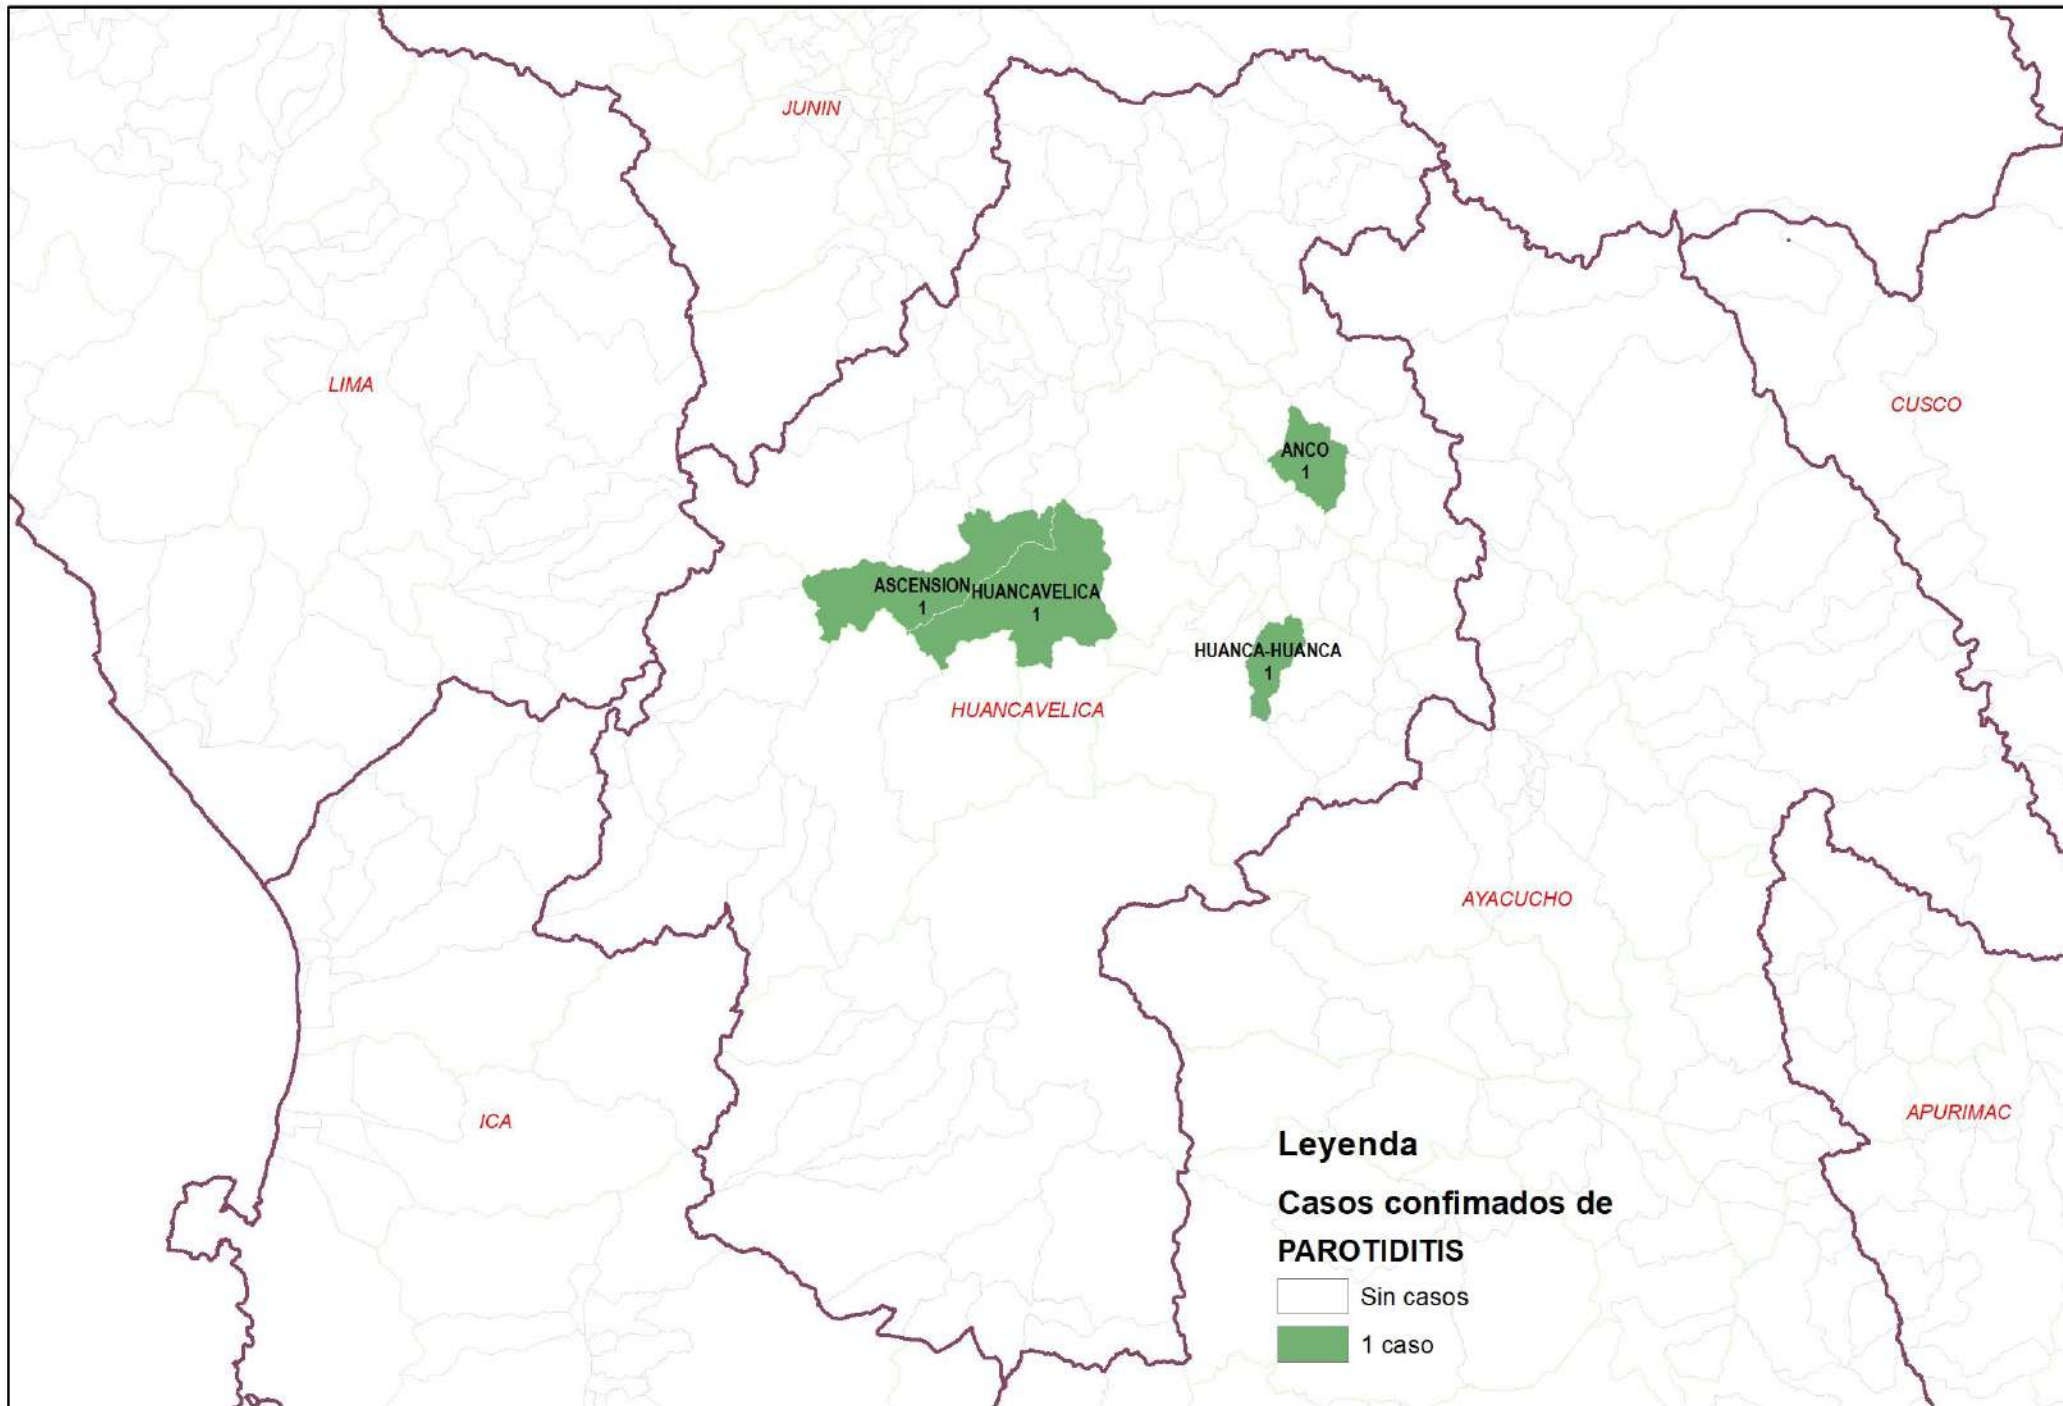 JUNIN
LIMA
CUSCO
ANCO
1
ASCENSION
1
HUANCAVELICA
1
HUANCA-HUANCA
1
HUANCAVELICA
AYACUCHO
ICA
APURIMAC
Leyenda
Casos confimados de
PAROTIDITIS
Sin casos
1 caso